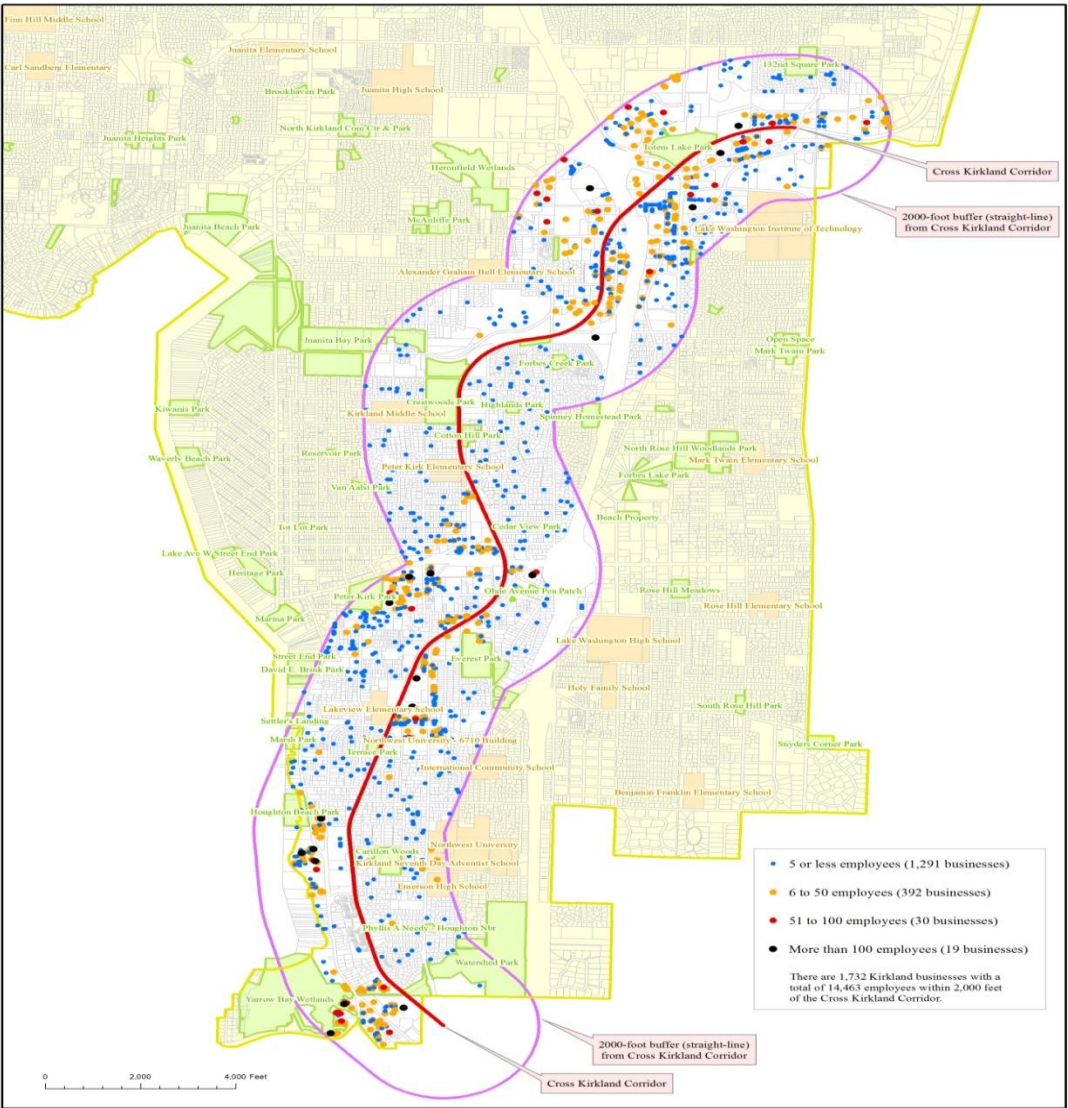 Finn Hill Middle School
Juanita Elementary School
132nd Square Park
Carl Sandberg Elementary
Brookhaven Park
Juanita High School
North Kirkland Com Ctr & Park
Juanita Heights Park
Totem Lake Park
Heronfield Wetlands
Cross Kirkland Corridor
McAuliffe Park
2000-foot buffer (straight-line)
from Cross Kirkland Corridor
Juanita Beach Park
Lake Washington Institute of Technology
Alexander Graham Bell Elementary School
Juanita Bay Park
Open Space
Mark Twain Park
Forbes Creek Park
Crestwoods Park
Highlands Park
Kiwanis Park
Kirkland Middle School
Spinney Homestead Park
Cotton Hill Park
Reservoir Park
North Rose Hill Woodlands Park
Waverly Beach Park
Peter Kirk Elementary School
Mark Twain Elementary School
Forbes Lake Park
Van Aalst Park
Beach Property
Tot Lot Park
Cedar View Park
Lake Ave W Street End Park
Heritage Park
Ohde Avenue Pea Patch
Rose Hill Meadows
Peter Kirk Park
Rose Hill Elementary School
Marina Park
Lake Washington High School
Street End Park
Everest Park
David E. Brink Park
Holy Family School
South Rose Hill Park
Lakeview Elementary School
Settler's Landing
Marsh Park
Northwest University - 6710 Building
Snyders Corner Park
Terrace Park
International Community School
Benjamin Franklin Elementary School
Houghton Beach Park
Northwest University
Carillon Woods
Kirkland Seventh Day Adventist School
Emerson High School
5 or less employees (1,291 businesses)
6 to 50 employees (392 businesses)
51 to 100 employees (30 businesses)
More than 100 employees (19 businesses)
There are 1,732 Kirkland businesses with a
total of 14,463 employees within 2,000 feet
of the Cross Kirkland Corridor.
Phyllis A Needy - Houghton Nbr
Watershed Park
Yarrow Bay Wetlands
2000-foot buffer (straight-line)
from Cross Kirkland Corridor
Cross Kirkland Corridor
0 2,000 4,000 Feet